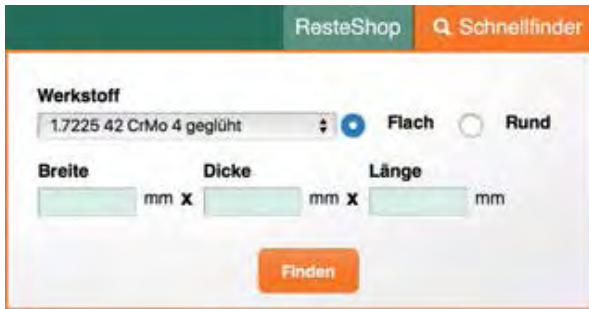 ResteShop Schnellfinder
Werkstoff
1.7225 42 CrMo 4 geglüht Flach Rund
Breite Dicke Länge
mm x mm x mm
Finden